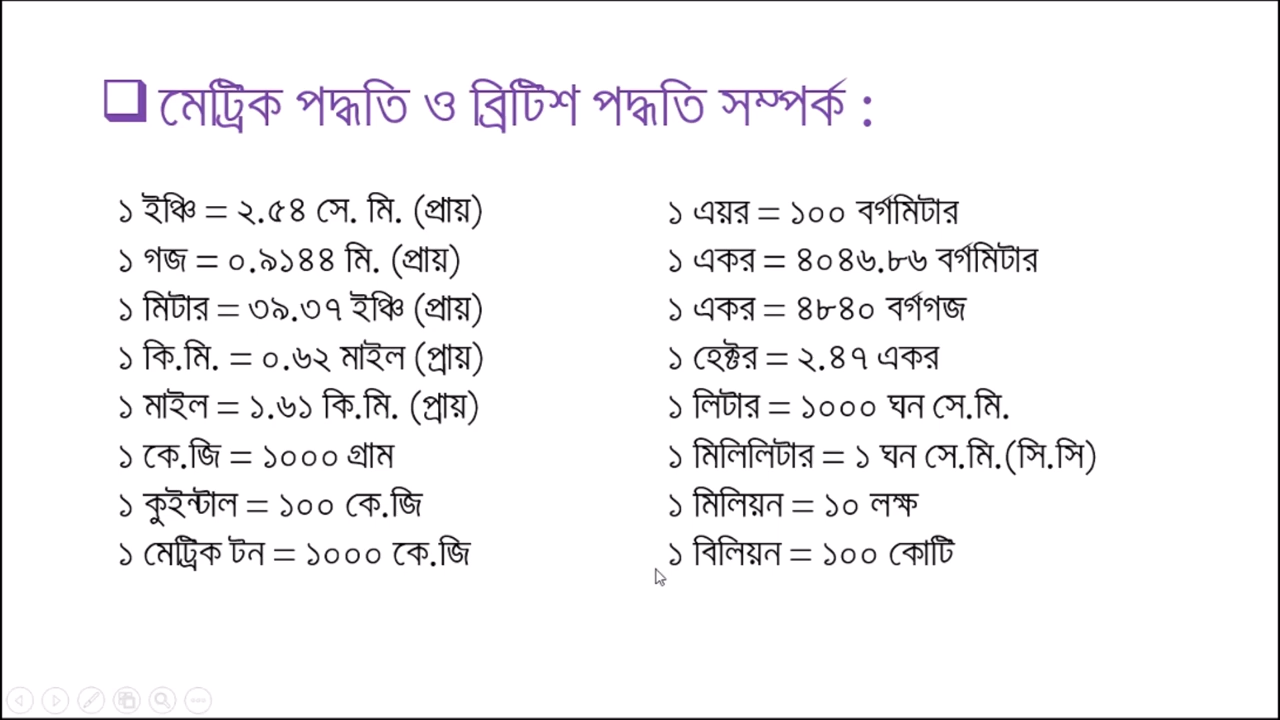 মেট্রিক পদ্ধতি ও ব্রিটিশ পদ্ধতি সম্পর্ক :
১ ইঞ্চি = ২.৫৪ সে. মি. (প্রায়)
১ গজ = ০.৯১৪৪ মি. (প্রায়)
১ মিটার = ৩৯.৩৭ ইঞ্চি (প্রায়)
১ কি.মি. = ০.৬২ মাইল (প্রায়)
১ মাইল = ১.৬১ কি.মি. (প্রায়)
১ কে.জি = ১০০০ গ্রাম
১ কুইন্টাল = ১০০ কে.জি
১ মেট্রিক টন = ১০০০ কে.জি
১ এয়র = ১০০ বর্গমিটার
১ একর = ৪০৪৬.৮৬ বর্গমিটার
১ একর = ৪৮৪০ বর্গগজ
১ হেক্টর = ২.৪৭ একর
১ লিটার = ১০০০ ঘন সে.মি.
১ মিলিলিটার = ১ ঘন সে.মি.(সি.সি)
১ মিলিয়ন = ১০ লক্ষ
১ বিলিয়ন = ১০০ কোটি